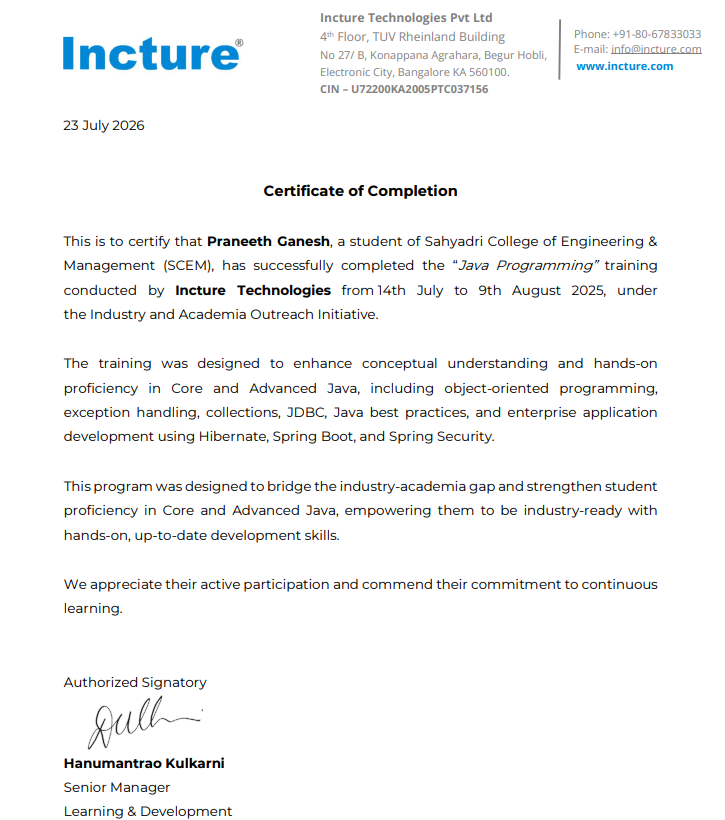 Incture®
Incture Technologies Pvt Ltd
4th Floor, TUV Rheinland Building
No 27/ B, Konappana Agrahara, Begur Hobli,
Electronic City, Bangalore KA 560100.
CIN – U72200KA2005PTC037156
Phone: +91-80-67833033
E-mail: info@incture.com
www.incture.com
23 July 2026
Certificate of Completion
This is to certify that Praneeth Ganesh, a student of Sahyadri College of Engineering &
Management (SCEM), has successfully completed the “Java Programming” training
conducted by Incture Technologies from 14th July to 9th August 2025, under
the Industry and Academia Outreach Initiative.
The training was designed to enhance conceptual understanding and hands-on
proficiency in Core and Advanced Java, including object-oriented programming,
exception handling, collections, JDBC, Java best practices, and enterprise application
development using Hibernate, Spring Boot, and Spring Security.
This program was designed to bridge the industry-academia gap and strengthen student
proficiency in Core and Advanced Java, empowering them to be industry-ready with
hands-on, up-to-date development skills.
We appreciate their active participation and commend their commitment to continuous
learning.
Authorized Signatory
Hanumantrao Kulkarni
Senior Manager
Learning & Development